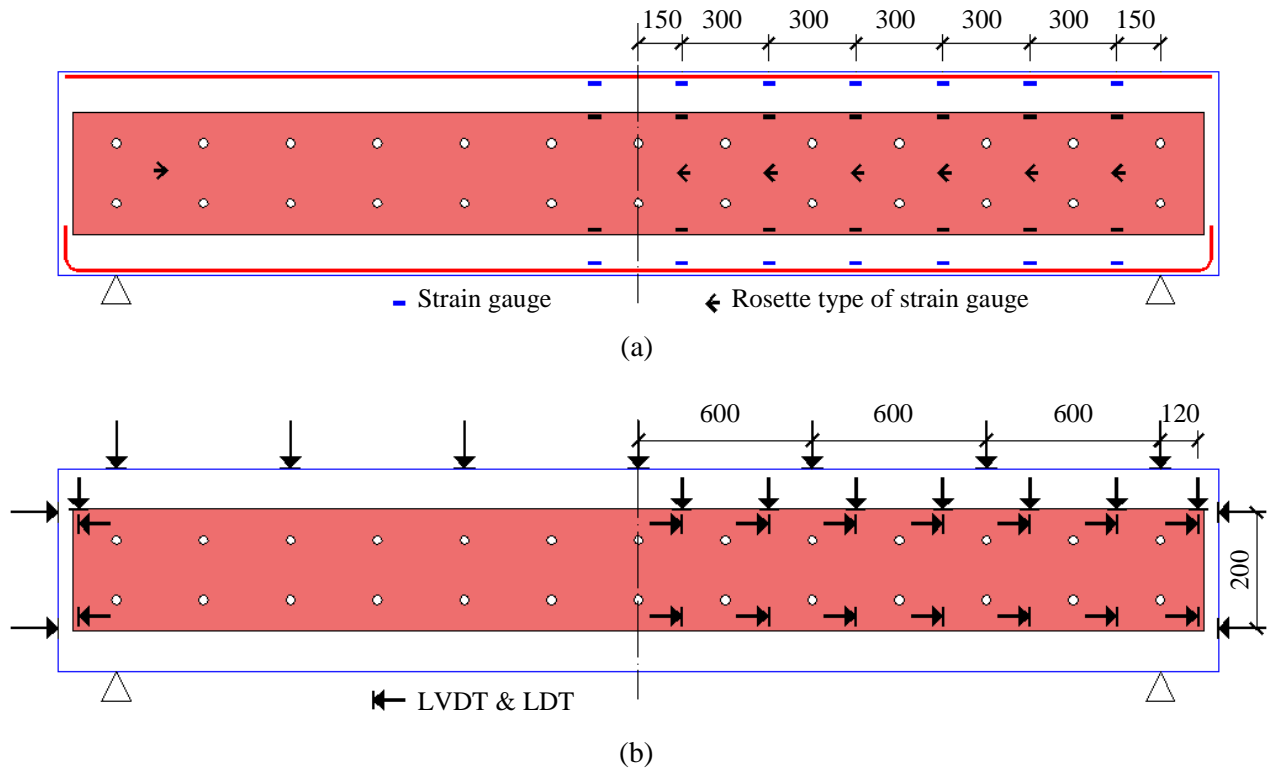 150 300 300 300 300 300 150
Strain gauge Rosette type of strain gauge
(a)
600 600 600 120
200
LVDT & LDT
(b)